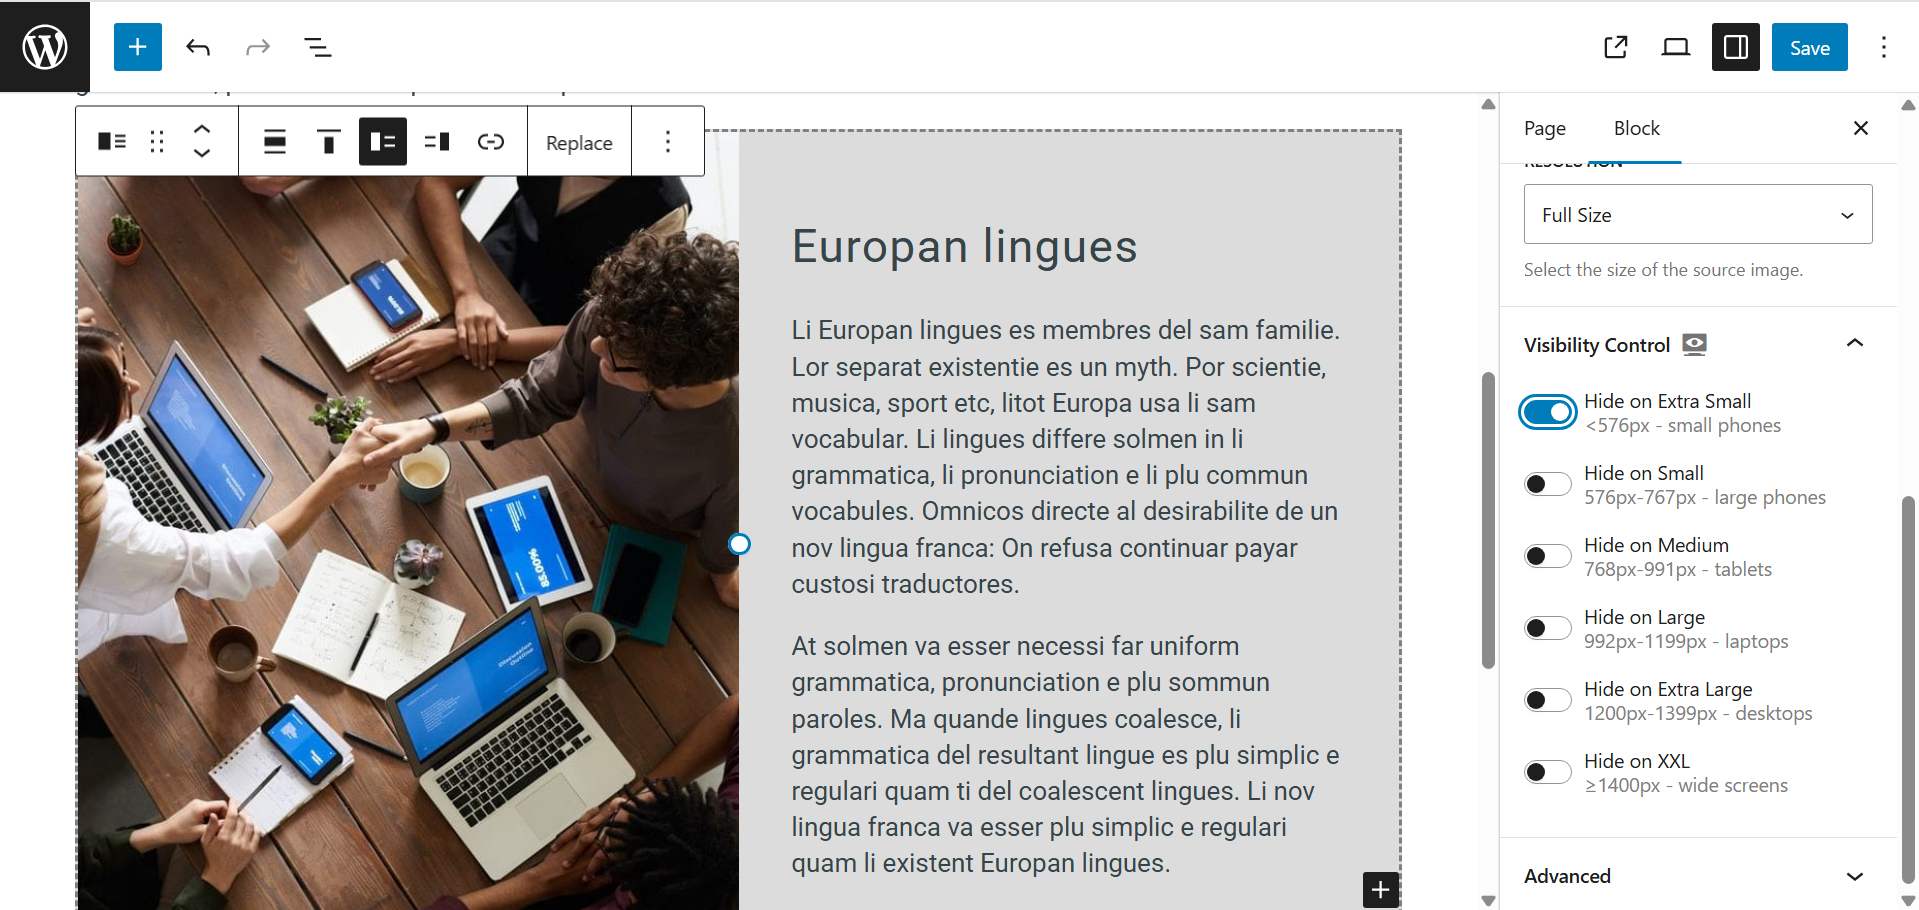 Save
Replace
Page
Block
RESOLUTION
Full Size
Select the size of the source image.
Visibility Control
Hide on Extra Small
<576px - small phones
Hide on Small
576px-767px - large phones
Hide on Medium
768px-991px - tablets
Hide on Large
992px-1199px - laptops
Hide on Extra Large
1200px-1399px - desktops
Hide on XXL
≥1400px - wide screens
Advanced
Europan lingues
Li Europan lingues es membres del sam familie.
Lor separat existentie es un myth. Por scientie,
musica, sport etc, litot Europa usa li sam
vocabular. Li lingues differe solmen in li
grammatica, li pronunciation e li plu commun
vocabules. Omnicos directe al desirabilite de un
nov lingua franca: On refusa continuar payar
custosi traductores.
At solmen va esser necessi far uniform
grammatica, pronunciation e plu sommun
paroles. Ma quande lingues coalesce, li
grammatica del resultant lingue es plu simplic e
regulari quam ti del coalescent lingues. Li nov
lingua franca va esser plu simplic e regulari
quam li existent Europan lingues.
Discussion
Outline
85.00%
Discussion
Outline